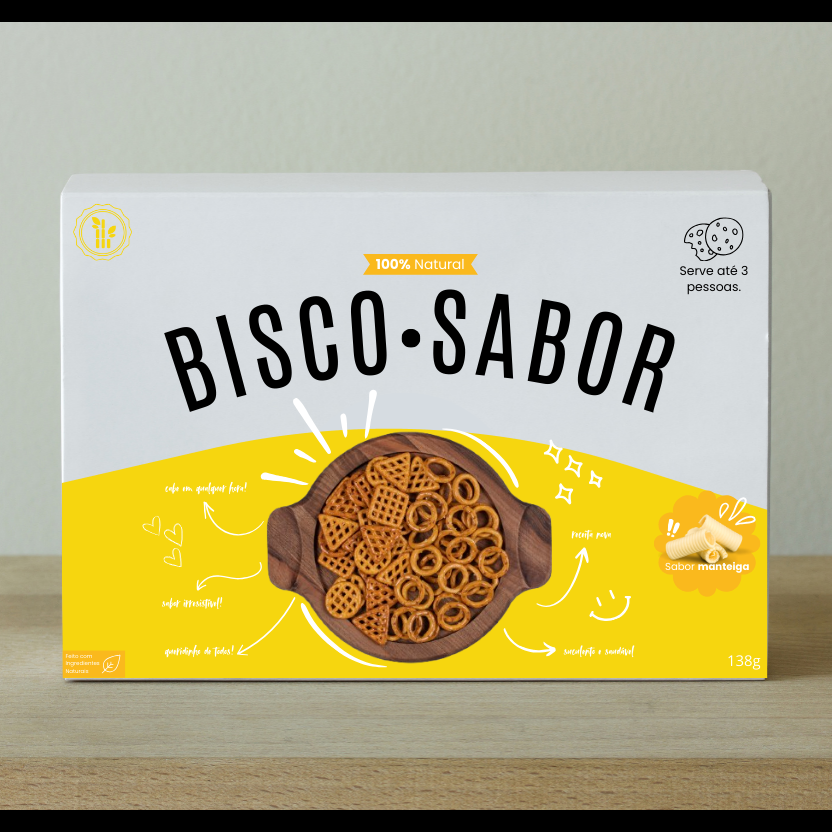 100% Natural
Serve até 3
pessoas.
BISCO•SABOR
cabe em qualquer hora!
receita nova
Sabor manteiga
sabor irresistível!
queridinho de todos!
suculento e saudável
Feito com
Ingredientes
Naturais
138g